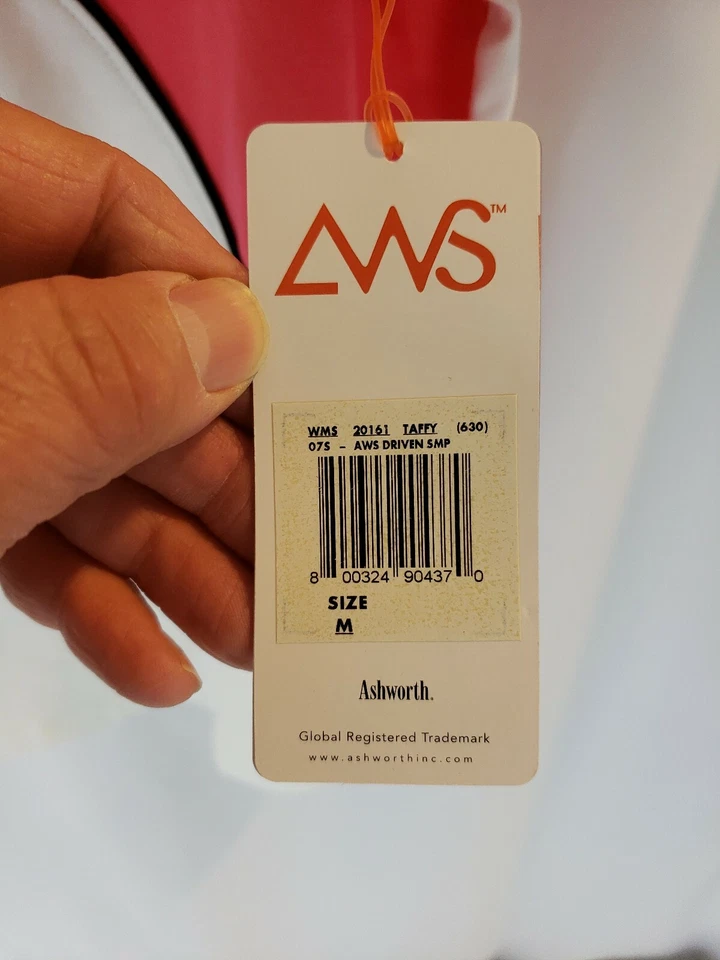 AWS™
WMS 20161 TAFFY (630)
07S – AWS DRIVEN SMP
8 00324 90437 0
SIZE
M
Ashworth.
Global Registered Trademark
www.ashworthinc.com